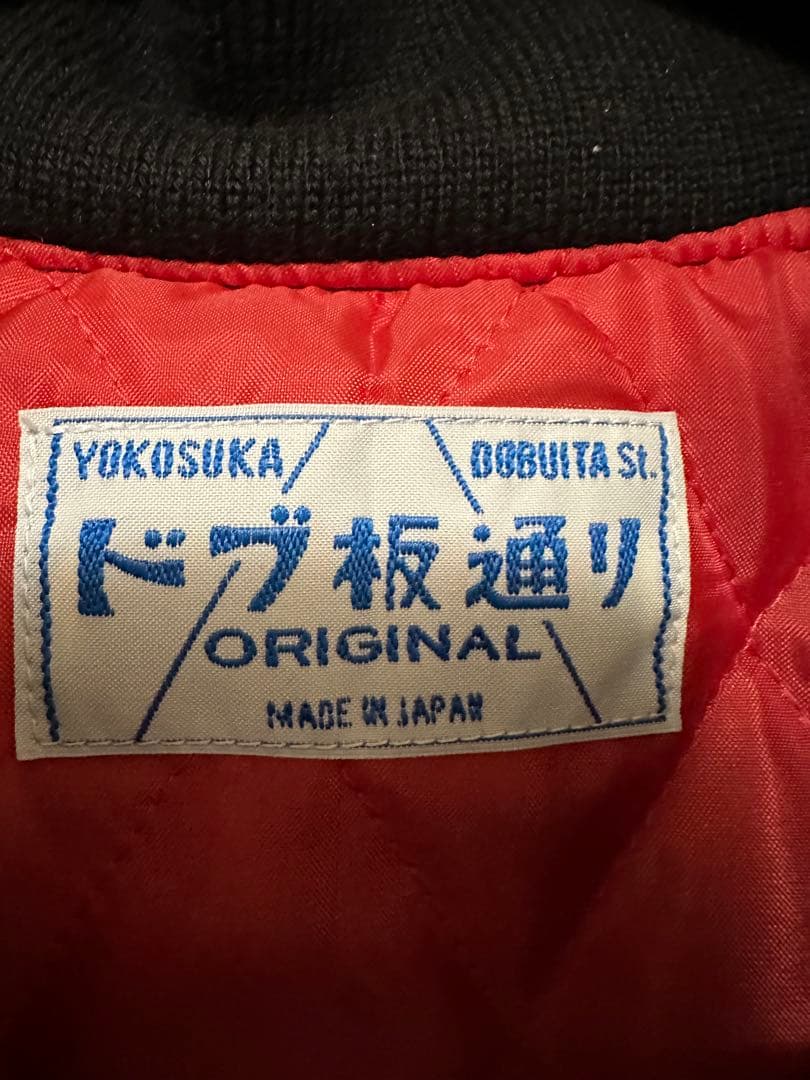 YOKOSUKA DOBUITA St.
ドブ板通り
ORIGINAL
MADE IN JAPAN